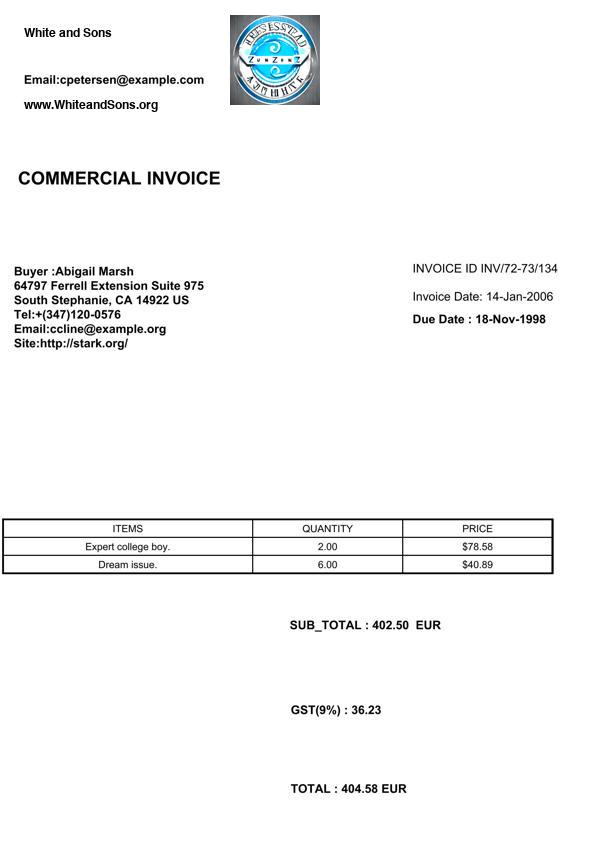 White and Sons
Email:cpetersen@example.com
www.WhiteandSons.org
COMMERCIAL INVOICE
Buyer :Abigail Marsh
64797 Ferrell Extension Suite 975
South Stephanie, CA 14922 US
Tel:+(347)120-0576
Email:ccline@example.org
Site:http://stark.org/
INVOICE ID INV/72-73/134
Invoice Date: 14-Jan-2006
Due Date : 18-Nov-1998
ITEMS QUANTITY PRICE
Expert college boy. 2.00 $78.58
Dream issue. 6.00 $40.89
SUB_TOTAL : 402.50 EUR
GST(9%) : 36.23
TOTAL : 404.58 EUR